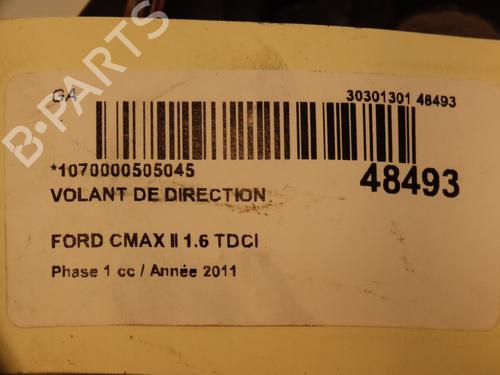 GA
30301301 48493
*1070000505045
48493
VOLANT DE DIRECTION
FORD CMAX II 1.6 TDCI
Phase 1 cc / Année 2011
B-PARTS